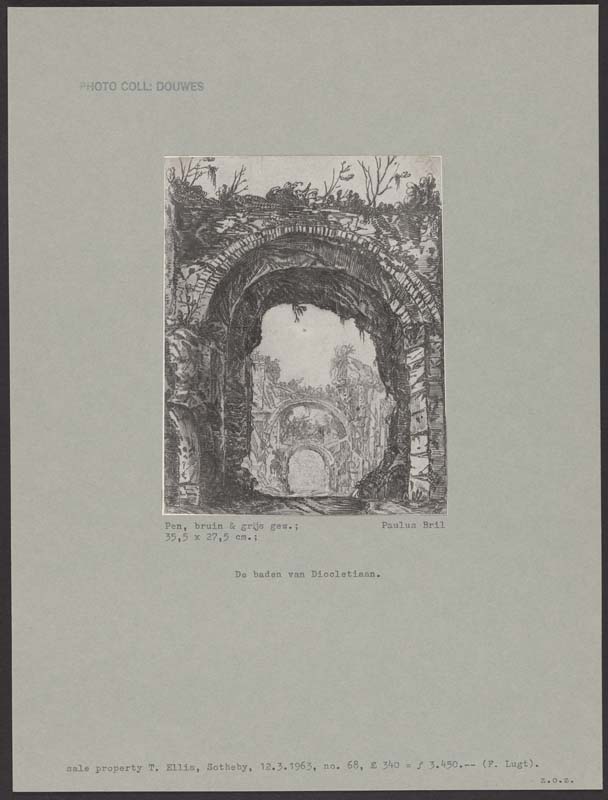 PHOTO COLL: DOUWES
Pen, bruin & grijs gew.; Paulus Bril
35,5 x 27,5 cm.;
De baden van Diocletiaan.
sale property T. Ellis, Sotheby, 12.3.1963, no. 68, £ 340 = ƒ 3.450.-- (F. Lugt).
z.o.z.